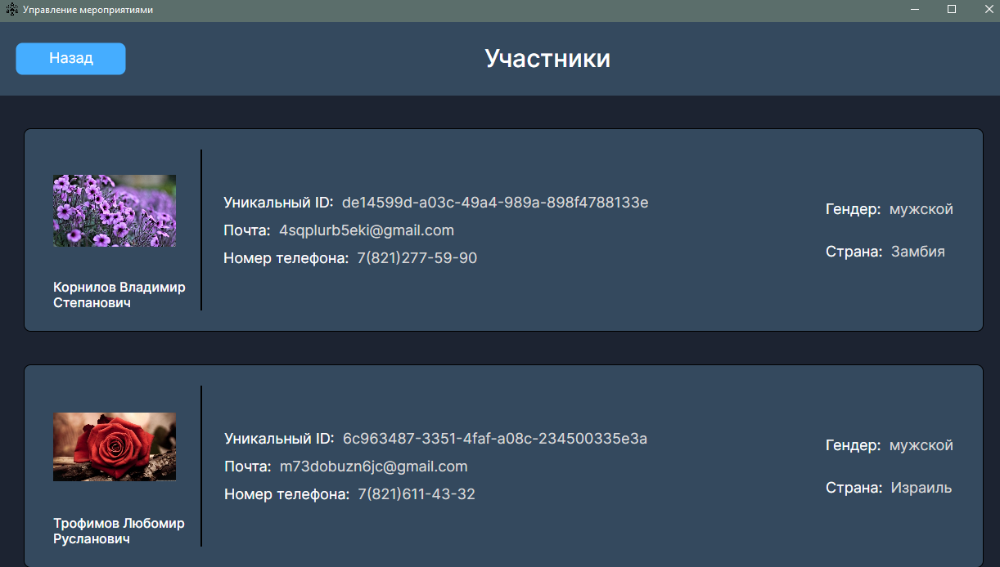 Управление мероприятиями
Назад
Участники
Уникальный ID: de14599d-a03c-49a4-989a-898f4788133e
Почта: 4sqplurb5eki@gmail.com
Номер телефона: 7(821)277-59-90
Гендер: мужской
Страна: Замбия
Корнилов Владимир
Степанович
Уникальный ID: 6c963487-3351-4faf-a08c-234500335e3a
Почта: m73dobuzn6jc@gmail.com
Номер телефона: 7(821)611-43-32
Гендер: мужской
Страна: Израиль
Трофимов Любомир
Русланович